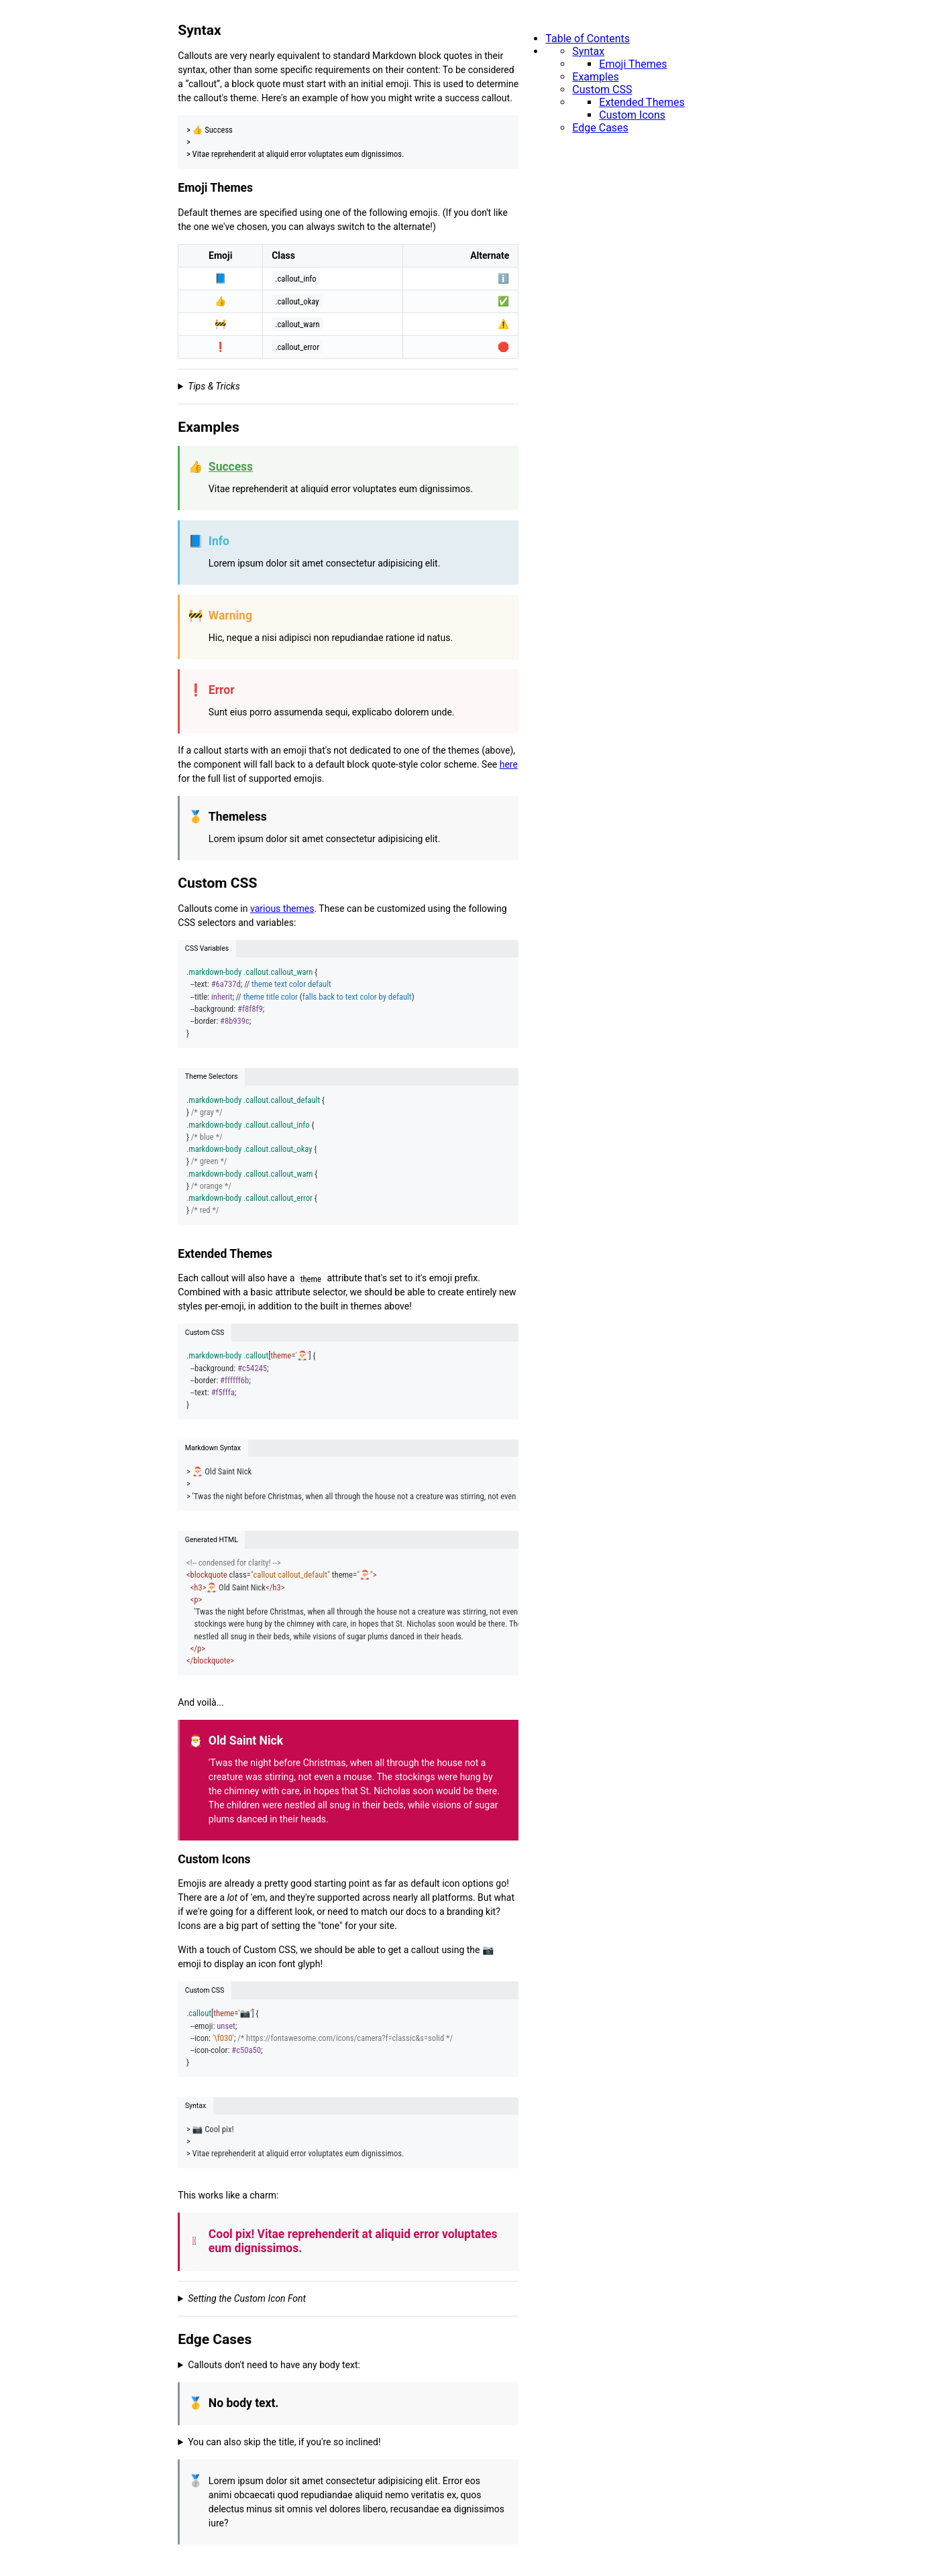 Syntax
Callouts are very nearly equivalent to standard Markdown block quotes in their
syntax, other than some specific requirements on their content: To be considered
a “callout”, a block quote must start with an initial emoji. This is used to determine
the callout's theme. Here's an example of how you might write a success callout.
> 👍 Success
>
> Vitae reprehenderit at aliquid error voluptates eum dignissimos.
Emoji Themes
Default themes are specified using one of the following emojis. (If you don't like
the one we've chosen, you can always switch to the alternate!)
Emoji Class Alternate
📘 .callout_info ℹ️
👍 .callout_okay ✅
🚧 .callout_warn ⚠️
❗ .callout_error 🛑
Tips & Tricks
Examples
👍 Success
Vitae reprehenderit at aliquid error voluptates eum dignissimos.
📘 Info
Lorem ipsum dolor sit amet consectetur adipisicing elit.
🚧 Warning
Hic, neque a nisi adipisci non repudiandae ratione id natus.
❗ Error
Sunt eius porro assumenda sequi, explicabo dolorem unde.
If a callout starts with an emoji that's not dedicated to one of the themes (above),
the component will fall back to a default block quote-style color scheme. See here
for the full list of supported emojis.
🥇 Themeless
Lorem ipsum dolor sit amet consectetur adipisicing elit.
Custom CSS
Callouts come in various themes. These can be customized using the following
CSS selectors and variables:
CSS Variables
.markdown-body .callout.callout_warn {
--text: #6a737d; // theme text color default
--title: inherit; // theme title color (falls back to text color by default)
--background: #f8f8f9;
--border: #8b939c;
}
Theme Selectors
.markdown-body .callout.callout_default {
} /* gray */
.markdown-body .callout.callout_info {
} /* blue */
.markdown-body .callout.callout_okay {
} /* green */
.markdown-body .callout.callout_warn {
} /* orange */
.markdown-body .callout.callout_error {
} /* red */
Extended Themes
Each callout will also have a theme attribute that's set to it's emoji prefix.
Combined with a basic attribute selector, we should be able to create entirely new
styles per-emoji, in addition to the built in themes above!
Custom CSS
.markdown-body .callout[theme='🎅'] {
--background: #c54245;
--border: #ffffff6b;
--text: #f5fffa;
}
Markdown Syntax
> 🎅 Old Saint Nick
>
> 'Twas the night before Christmas, when all through the house not a creature was stirring, not even
Generated HTML
<!-- condensed for clarity! -->
<blockquote class="callout callout_default" theme="🎅">
<h3>🎅 Old Saint Nick</h3>
<p>
'Twas the night before Christmas, when all through the house not a creature was stirring, not even
stockings were hung by the chimney with care, in hopes that St. Nicholas soon would be there. The
nestled all snug in their beds, while visions of sugar plums danced in their heads.
</p>
</blockquote>
And voilà...
🎅 Old Saint Nick
'Twas the night before Christmas, when all through the house not a
creature was stirring, not even a mouse. The stockings were hung by
the chimney with care, in hopes that St. Nicholas soon would be there.
The children were nestled all snug in their beds, while visions of sugar
plums danced in their heads.
Custom Icons
Emojis are already a pretty good starting point as far as default icon options go!
There are a lot of 'em, and they're supported across nearly all platforms. But what
if we're going for a different look, or need to match our docs to a branding kit?
Icons are a big part of setting the "tone" for your site.
With a touch of Custom CSS, we should be able to get a callout using the 📷
emoji to display an icon font glyph!
Custom CSS
.callout[theme='📷'] {
--emoji: unset;
--icon: '\f030'; /* https://fontawesome.com/icons/camera?f=classic&s=solid */
--icon-color: #c50a50;
}
Syntax
> 📷 Cool pix!
>
> Vitae reprehenderit at aliquid error voluptates eum dignissimos.
This works like a charm:
Cool pix! Vitae reprehenderit at aliquid error voluptates
eum dignissimos.
Setting the Custom Icon Font
Edge Cases
Callouts don't need to have any body text:
🥇 No body text.
You can also skip the title, if you're so inclined!
🥈 Lorem ipsum dolor sit amet consectetur adipisicing elit. Error eos
animi obcaecati quod repudiandae aliquid nemo veritatis ex, quos
delectus minus sit omnis vel dolores libero, recusandae ea dignissimos
iure?
Table of Contents
Syntax
Emoji Themes
Examples
Custom CSS
Extended Themes
Custom Icons
Edge Cases